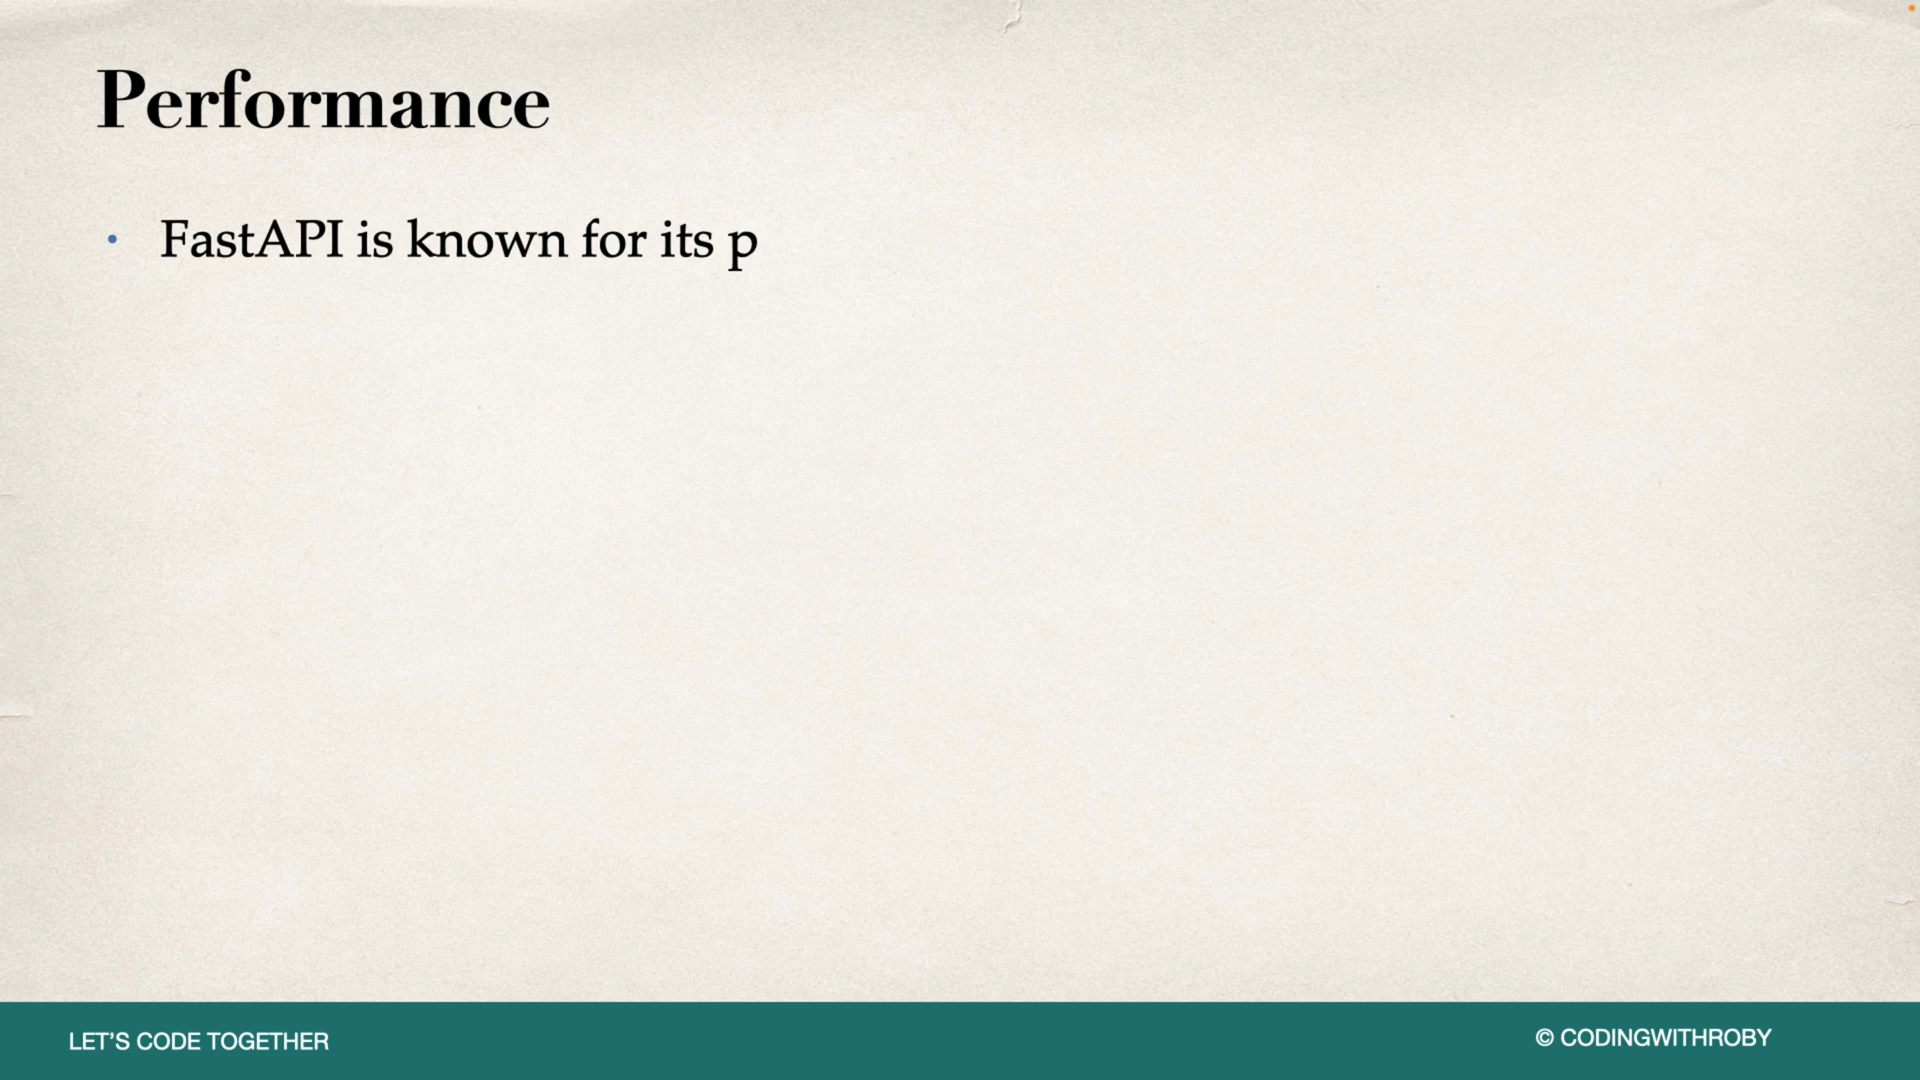 Performance
• FastAPI is known for its p
LET'S CODE TOGETHER
© CODINGWITHROBY